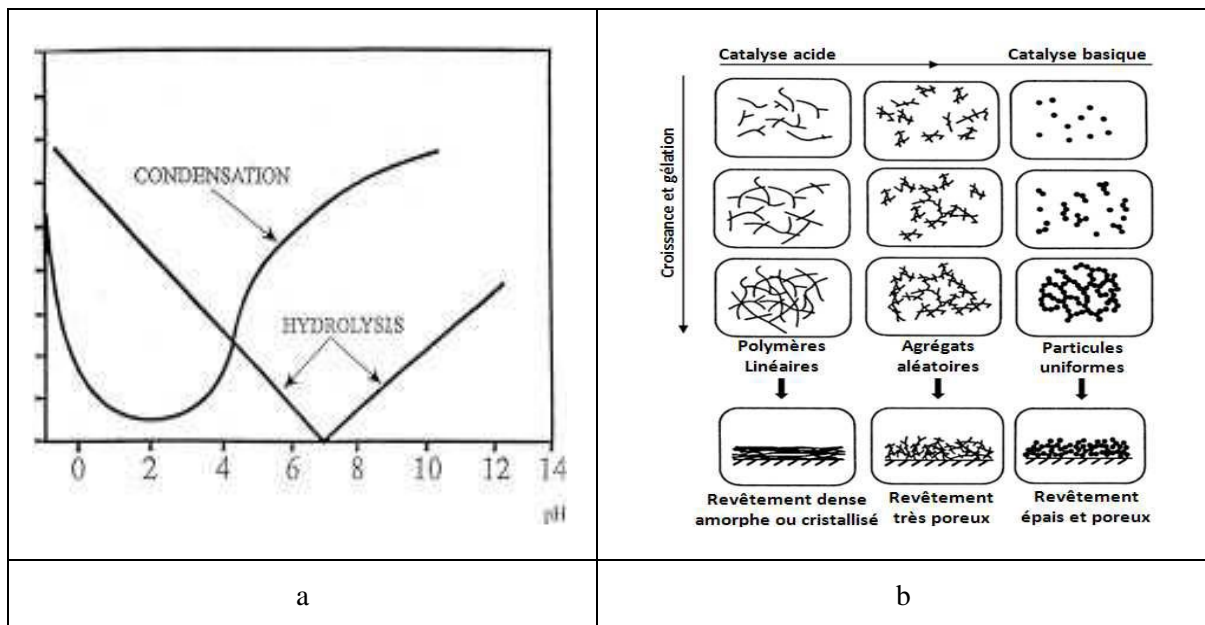 CONDENSATION
HYDROLYSIS
0 2 4 6 8 10 12 14
pH
a
Catalyse acide
Catalyse basique
Croissance et gélation
Polymères
Linéaires
Agrégats
aléatoires
Particules
uniformes
Revêtement dense
amorphe ou cristallisé
Revêtement
très poreux
Revêtement
épais et poreux
b